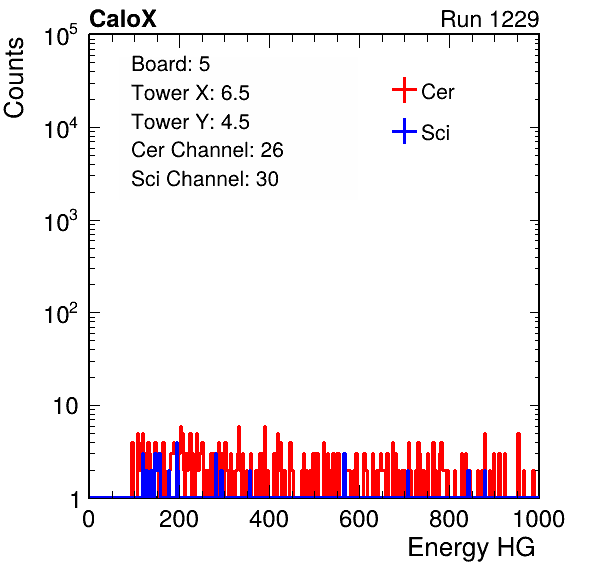 CaloX Run 1229
Counts
10^5
10^4
10^3
10^2
10
1
Board: 5
Tower X: 6.5
Tower Y: 4.5
Cer Channel: 26
Sci Channel: 30
Cer
Sci
0 200 400 600 800 1000
Energy HG